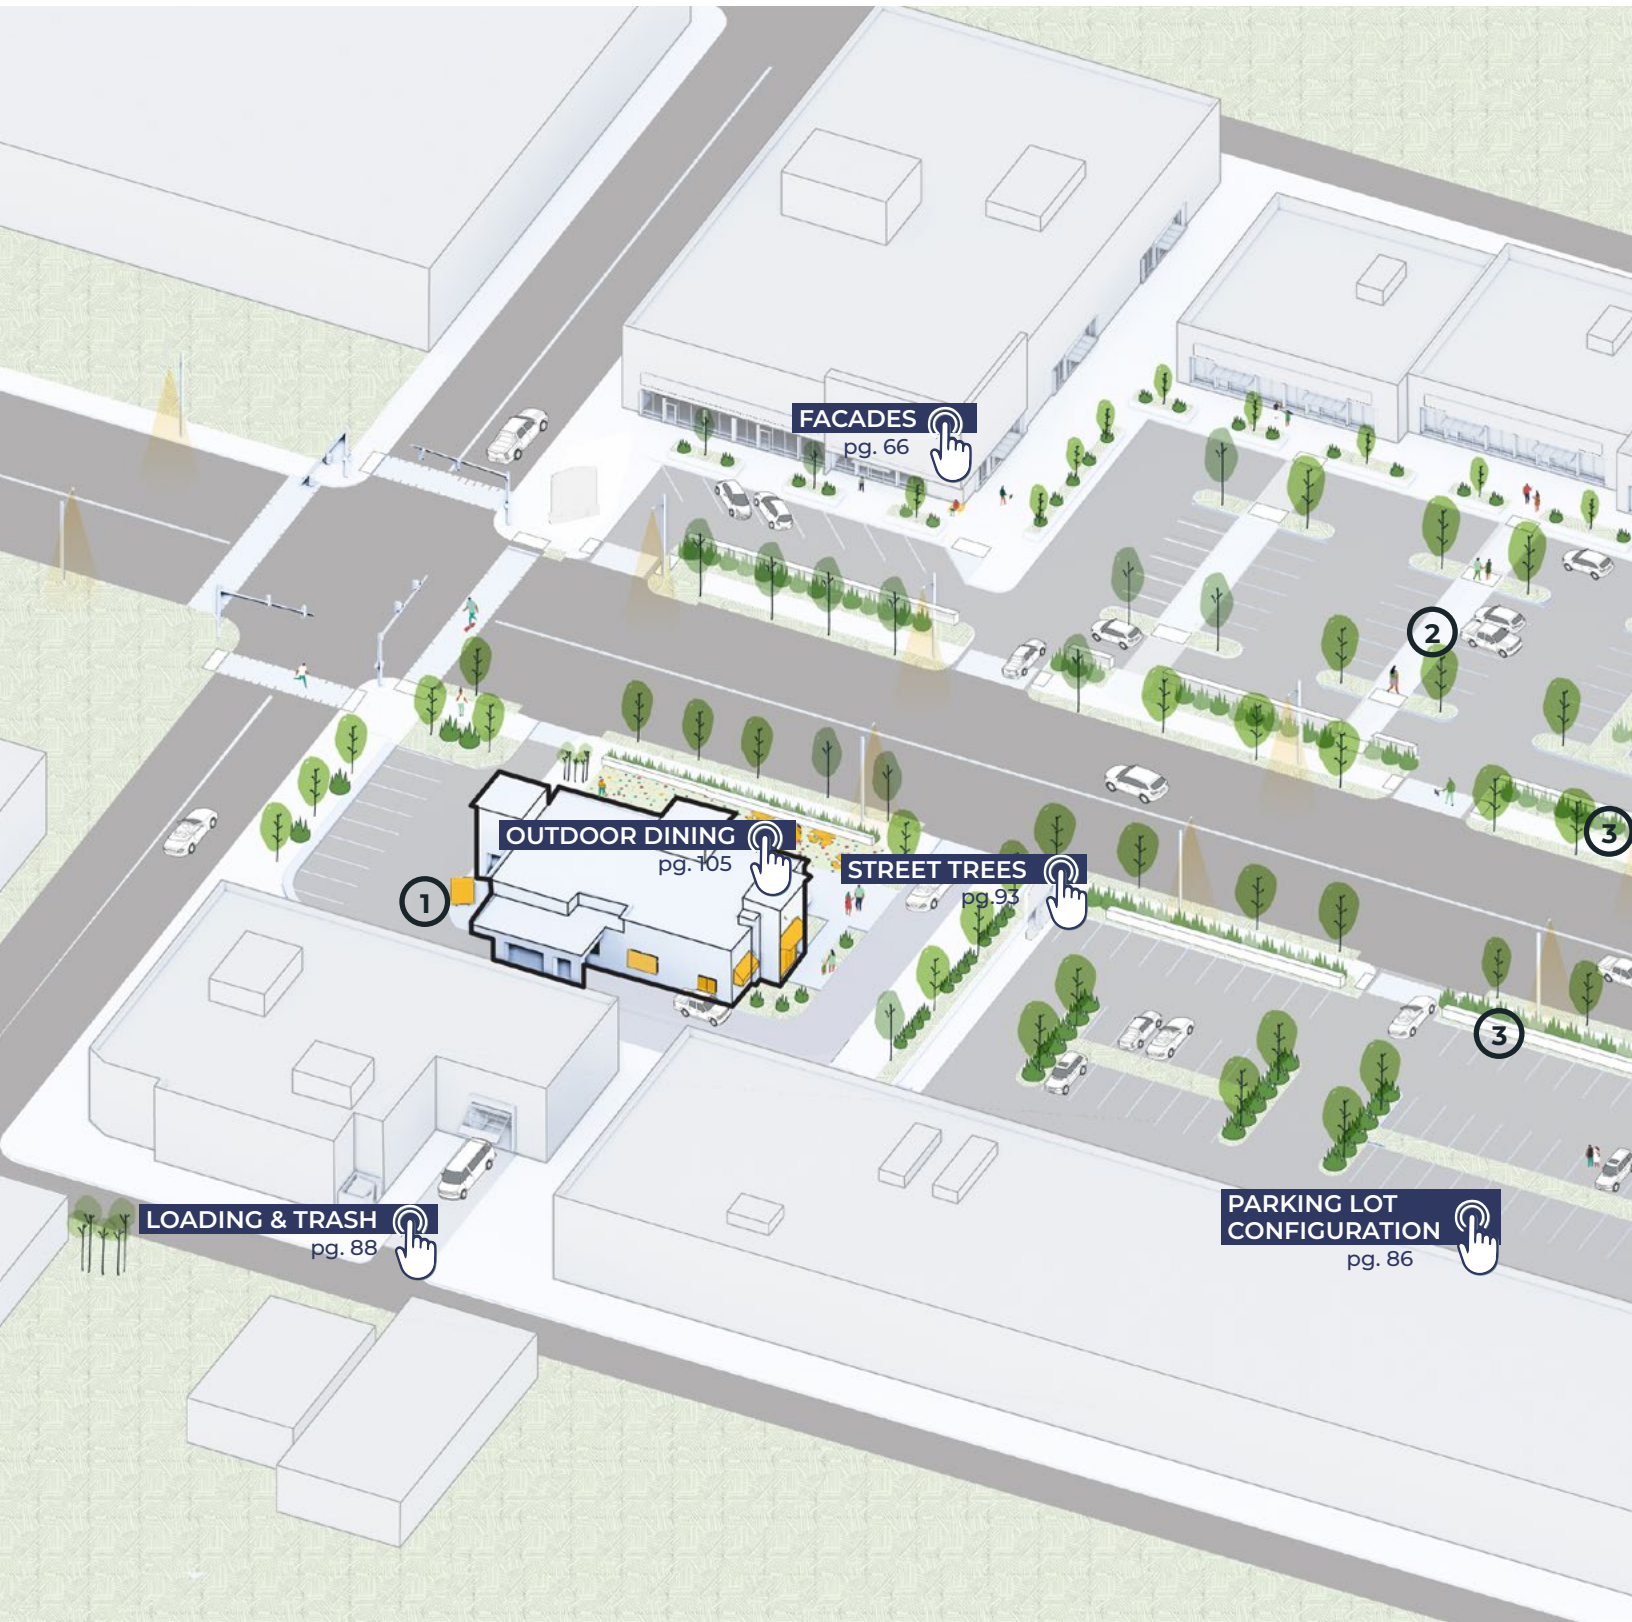 FACADES
pg. 66
2
3
OUTDOOR DINING
pg. 105
STREET TREES
pg.93
1
3
LOADING & TRASH
pg. 88
PARKING LOT
CONFIGURATION
pg. 86